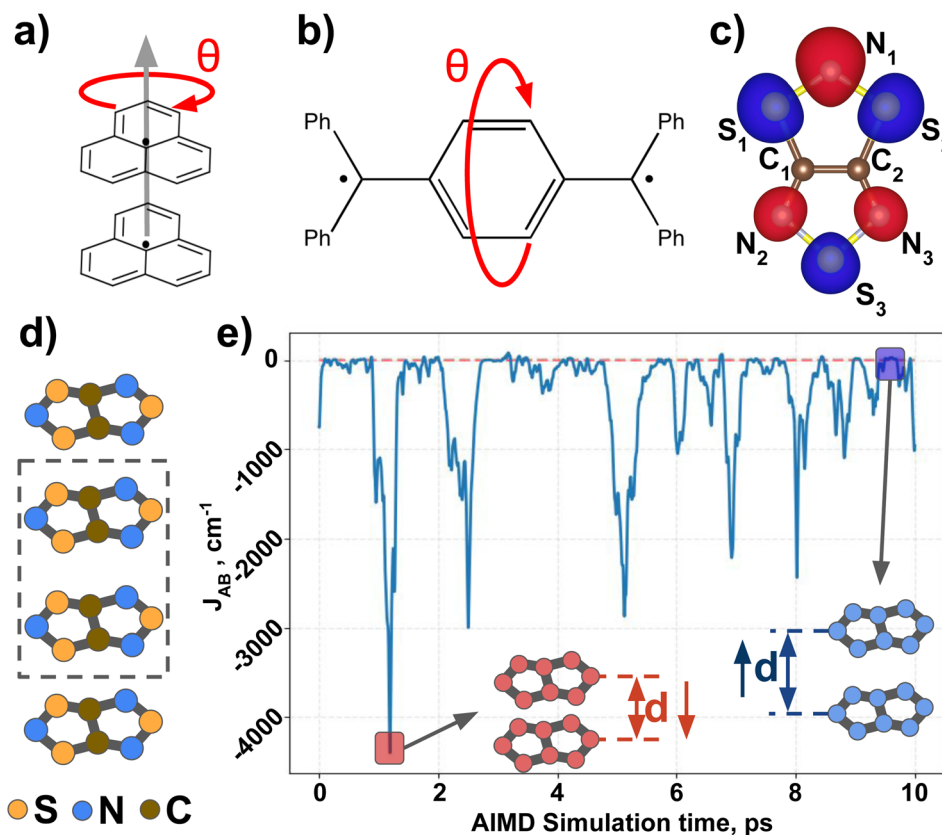 a)
θ
b)
Ph
Ph
θ
Ph
Ph
c)
N1
S1
C1
C2
N2
N3
S3
d)
S N C
e)
0
-1000
-2000
-3000
-4000
JAB, cm-1
d
d
0 2 4 6 8 10
AIMD Simulation time, ps